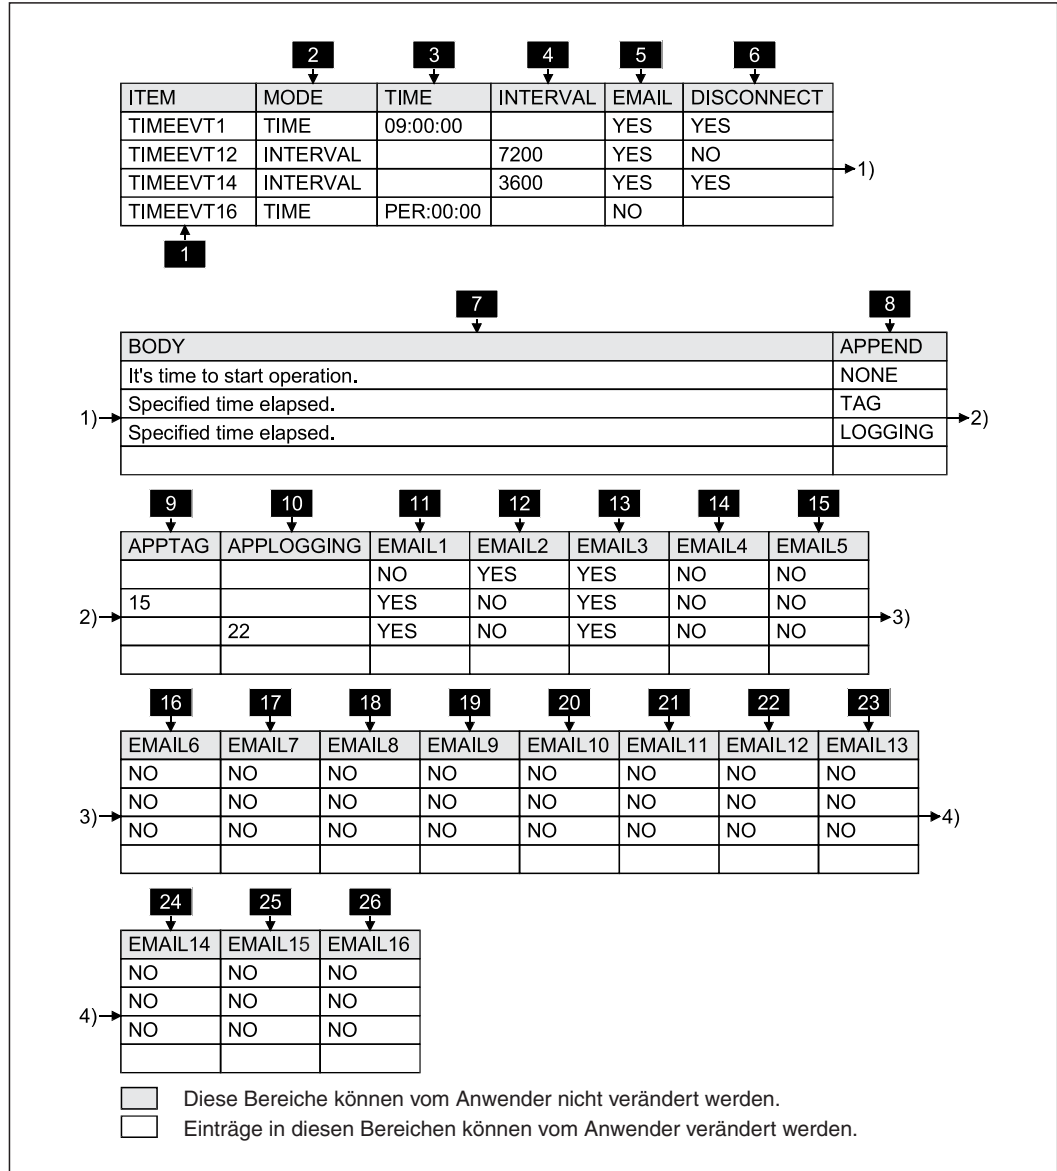 2 3 4 5 6
ITEM MODE TIME INTERVAL EMAIL DISCONNECT
TIMEEVT1 TIME 09:00:00 YES YES
TIMEEVT12 INTERVAL 7200 YES NO
1)
TIMEEVT14 INTERVAL 3600 YES YES
TIMEEVT16 TIME PER:00:00 NO
1
7 8
BODY APPEND
It's time to start operation. NONE
Specified time elapsed. TAG
1) 2)
Specified time elapsed. LOGGING
9 10 11 12 13 14 15
APPTAG APPLOGGING EMAIL1 EMAIL2 EMAIL3 EMAIL4 EMAIL5
NO YES YES NO NO
15 YES NO YES NO NO
2) 3)
22 YES NO YES NO NO
16 17 18 19 20 21 22 23
EMAIL6 EMAIL7 EMAIL8 EMAIL9 EMAIL10 EMAIL11 EMAIL12 EMAIL13
NO NO NO NO NO NO NO NO
NO NO NO NO NO NO NO NO
3) 4)
NO NO NO NO NO NO NO NO
24 25 26
EMAIL14 EMAIL15 EMAIL16
NO NO NO
NO NO NO
4)
NO NO NO
Diese Bereiche können vom Anwender nicht verändert werden.
Einträge in diesen Bereichen können vom Anwender verändert werden.